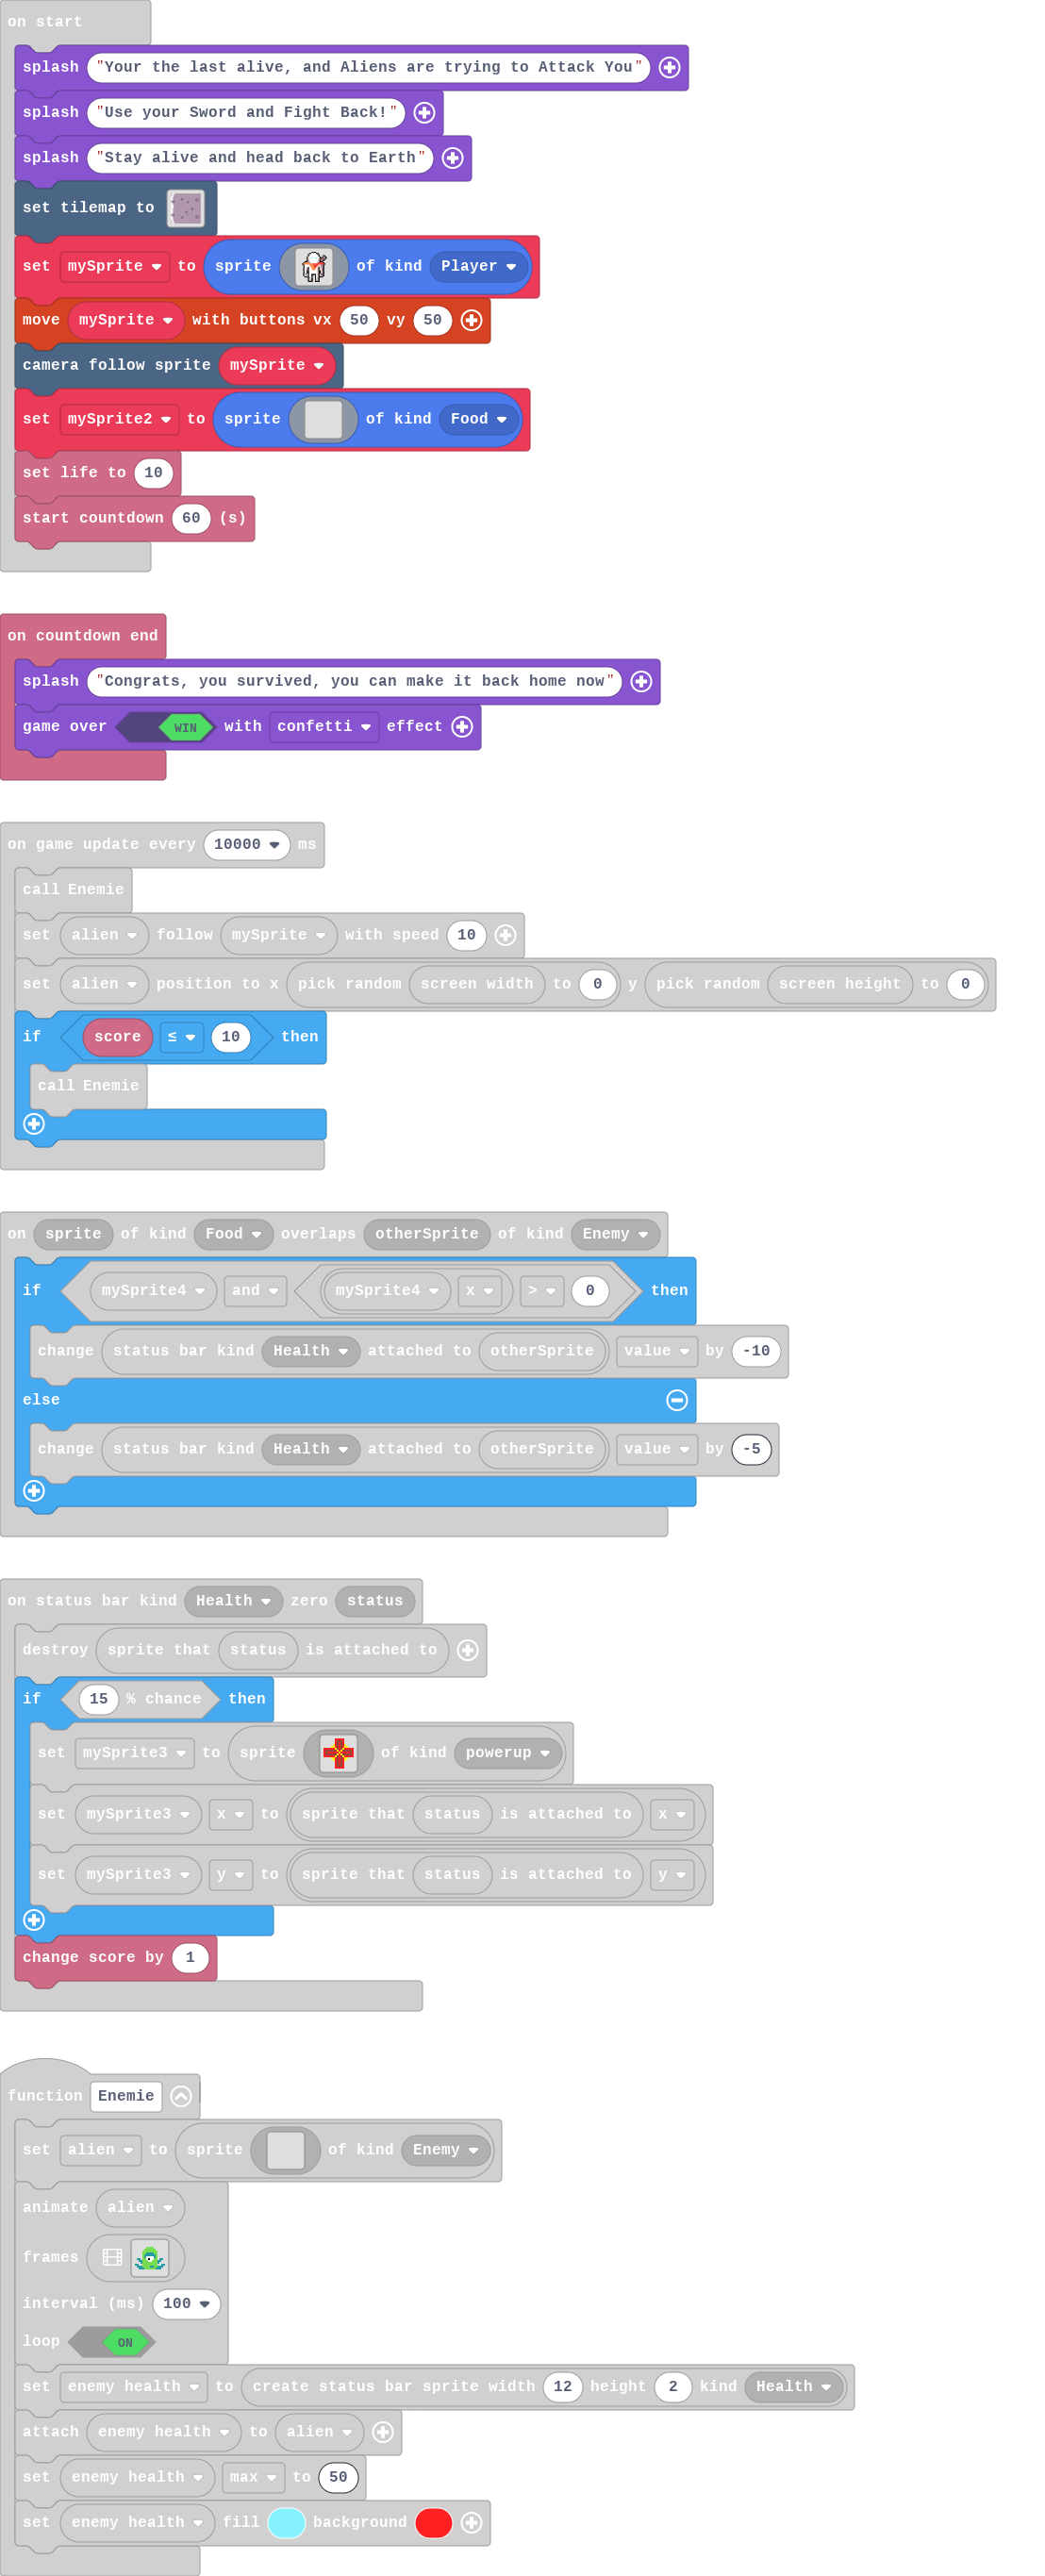 on start
splash "Your the last alive, and Aliens are trying to Attack You"
splash "Use your Sword and Fight Back!"
splash "Stay alive and head back to Earth"
set tilemap to
set mySprite to sprite of kind Player
move mySprite with buttons vx 50 vy 50
camera follow sprite mySprite
set mySprite2 to sprite of kind Food
set life to 10
start countdown 60 (s)
on countdown end
splash "Congrats, you survived, you can make it back home now"
game over WIN with confetti effect
on game update every 10000 ms
call Enemie
set alien follow mySprite with speed 10
set alien position to x pick random screen width to 0 y pick random screen height to 0
if score ≤ 10 then
call Enemie
on sprite of kind Food overlaps otherSprite of kind Enemy
if mySprite4 and mySprite4 x > 0 then
change status bar kind Health attached to otherSprite value by -10
else
change status bar kind Health attached to otherSprite value by -5
on status bar kind Health zero status
destroy sprite that status is attached to
if 15 % chance then
set mySprite3 to sprite of kind powerup
set mySprite3 x to sprite that status is attached to x
set mySprite3 y to sprite that status is attached to y
change score by 1
function Enemie
set alien to sprite of kind Enemy
animate alien
frames
interval (ms) 100
loop ON
set enemy health to create status bar sprite width 12 height 2 kind Health
attach enemy health to alien
set enemy health max to 50
set enemy health fill background